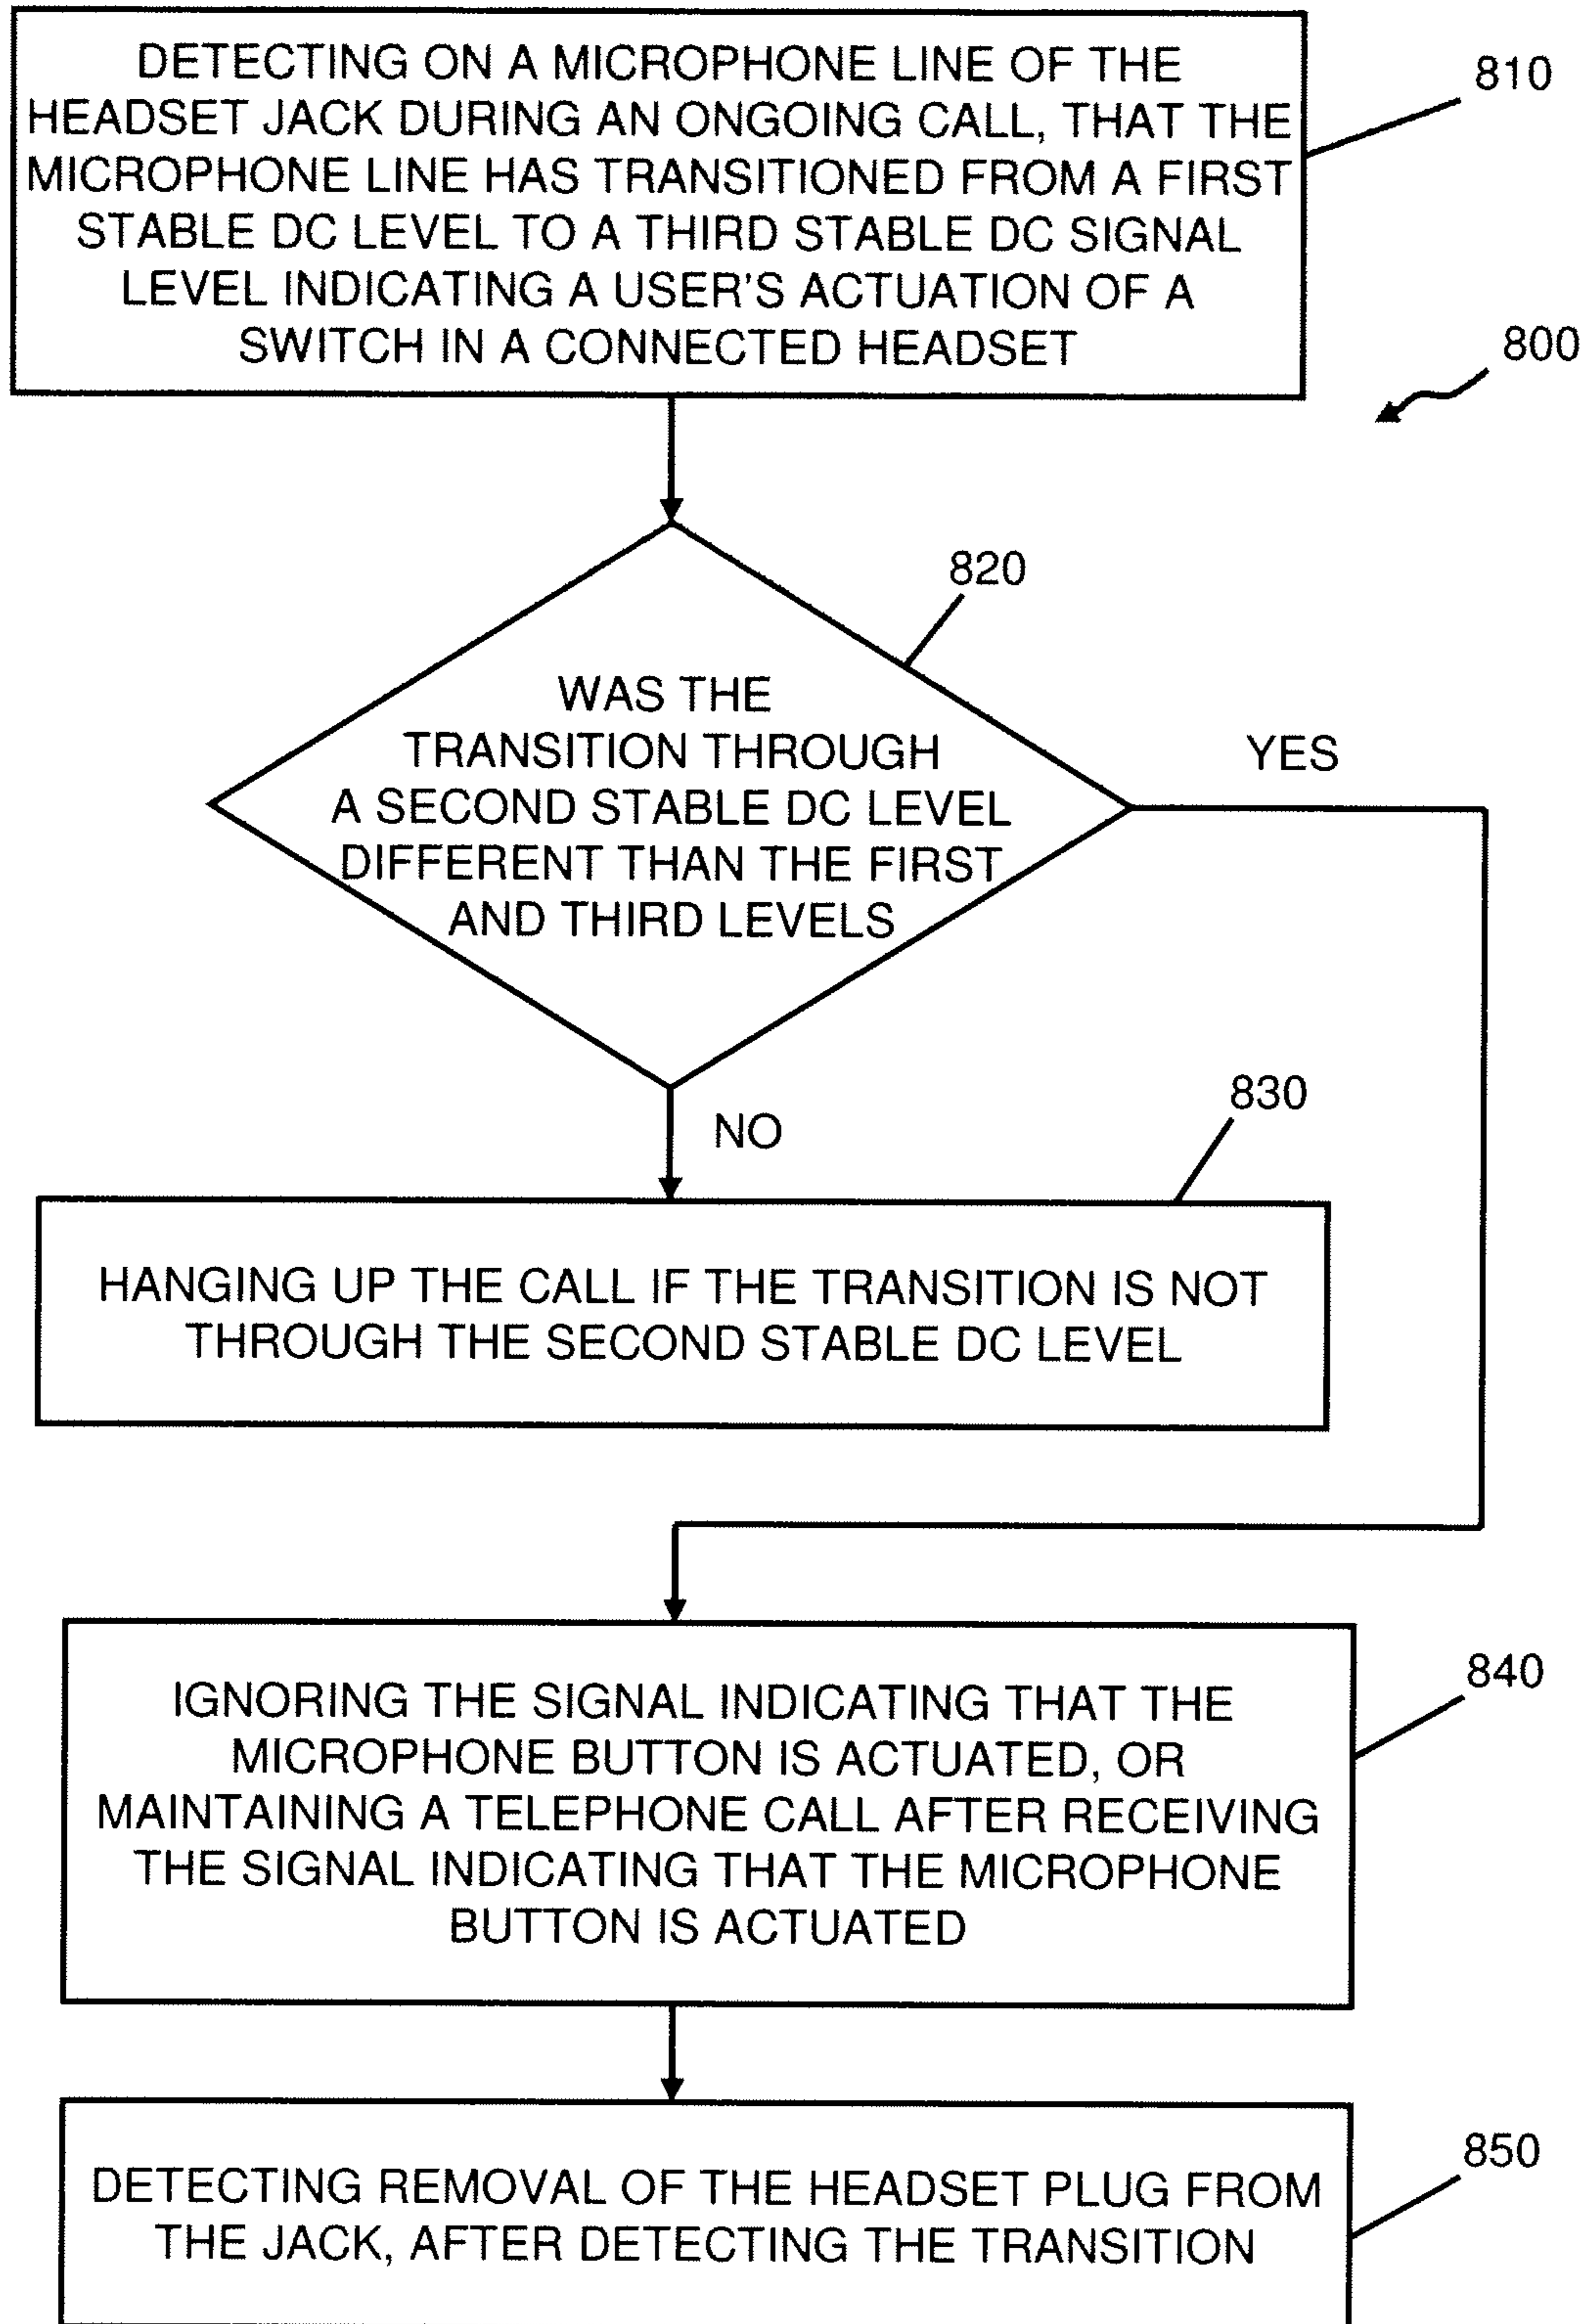 DETECTING ON A MICROPHONE LINE OF THE
HEADSET JACK DURING AN ONGOING CALL, THAT THE
MICROPHONE LINE HAS TRANSITIONED FROM A FIRST
STABLE DC LEVEL TO A THIRD STABLE DC SIGNAL
LEVEL INDICATING A USER'S ACTUATION OF A
SWITCH IN A CONNECTED HEADSET
810
800
820
WAS THE
TRANSITION THROUGH
A SECOND STABLE DC LEVEL
DIFFERENT THAN THE FIRST
AND THIRD LEVELS
YES
NO
830
HANGING UP THE CALL IF THE TRANSITION IS NOT
THROUGH THE SECOND STABLE DC LEVEL
840
IGNORING THE SIGNAL INDICATING THAT THE
MICROPHONE BUTTON IS ACTUATED, OR
MAINTAINING A TELEPHONE CALL AFTER RECEIVING
THE SIGNAL INDICATING THAT THE MICROPHONE
BUTTON IS ACTUATED
850
DETECTING REMOVAL OF THE HEADSET PLUG FROM
THE JACK, AFTER DETECTING THE TRANSITION